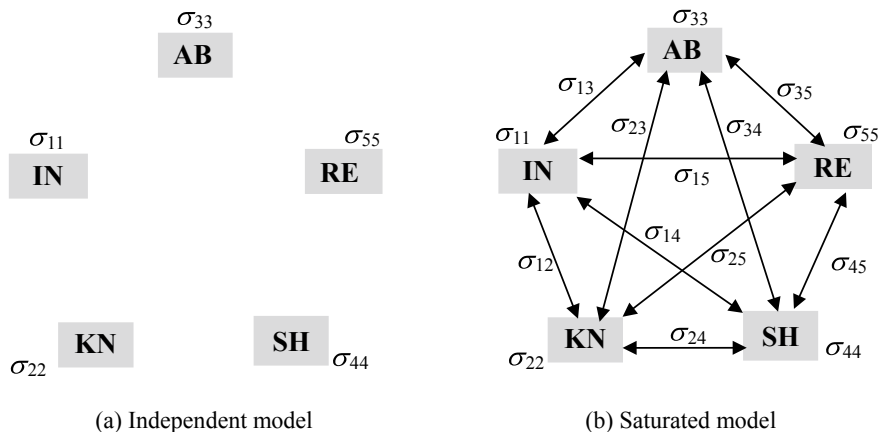 σ33
AB
σ11
IN
σ55
RE
KN
σ22
SH
σ44
(a) Independent model
σ33
AB
σ13
σ35
σ23
σ34
σ11
IN
σ55
RE
σ15
σ14
σ12
σ25
σ45
KN
σ22
σ24
SH
σ44
(b) Saturated model